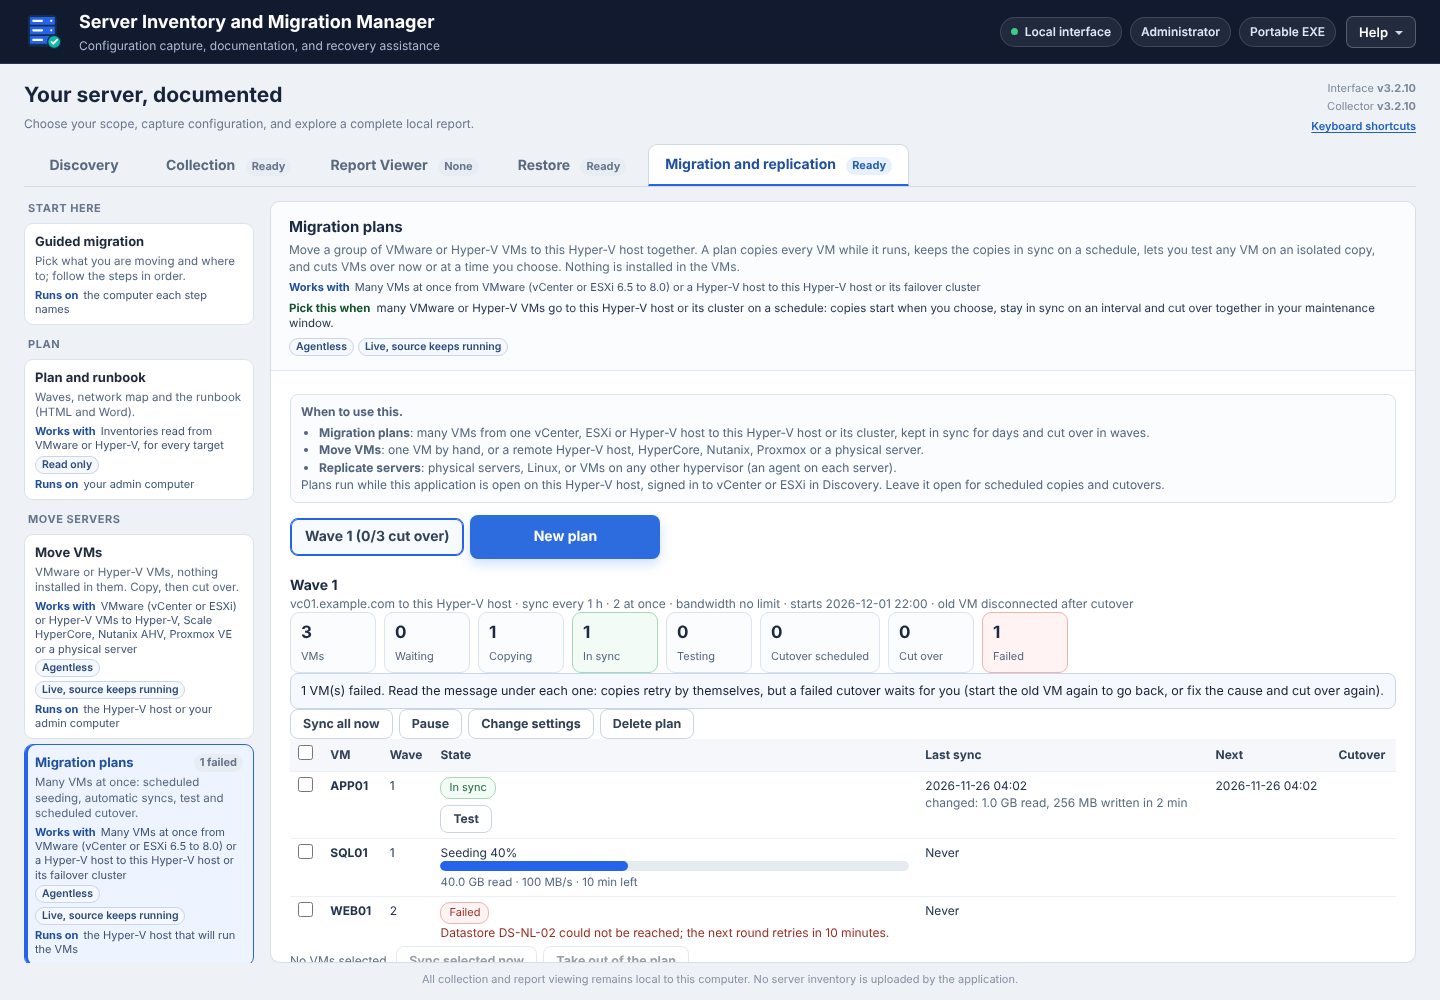 Server Inventory and Migration Manager
Configuration capture, documentation, and recovery assistance
Local interface
Administrator
Portable EXE
Help
Your server, documented
Choose your scope, capture configuration, and explore a complete local report.
Interface v3.2.10
Collector v3.2.10
Keyboard shortcuts
Discovery
Collection Ready
Report Viewer None
Restore Ready
Migration and replication Ready
START HERE
Guided migration
Pick what you are moving and where
to; follow the steps in order.
Runs on the computer each step
names
PLAN
Plan and runbook
Waves, network map and the runbook
(HTML and Word).
Works with Inventories read from
VMware or Hyper-V, for every target
Read only
Runs on your admin computer
MOVE SERVERS
Move VMs
VMware or Hyper-V VMs, nothing
installed in them. Copy, then cut over.
Works with VMware (vCenter or ESXi)
or Hyper-V VMs to Hyper-V, Scale
HyperCore, Nutanix AHV, Proxmox VE
or a physical server
Agentless
Live, source keeps running
Runs on the Hyper-V host or your
admin computer
Migration plans 1 failed
Many VMs at once: scheduled
seeding, automatic syncs, test and
scheduled cutover.
Works with Many VMs at once from
VMware (vCenter or ESXi 6.5 to 8.0) or
a Hyper-V host to this Hyper-V host or
its failover cluster
Agentless
Live, source keeps running
Runs on the Hyper-V host that will run
the VMs
Migration plans
Move a group of VMware or Hyper-V VMs to this Hyper-V host together. A plan copies every VM while it runs, keeps the copies in sync on a schedule, lets you test any VM on an isolated copy,
and cuts VMs over now or at a time you choose. Nothing is installed in the VMs.
Works with Many VMs at once from VMware (vCenter or ESXi 6.5 to 8.0) or a Hyper-V host to this Hyper-V host or its failover cluster
Pick this when many VMware or Hyper-V VMs go to this Hyper-V host or its cluster on a schedule: copies start when you choose, stay in sync on an interval and cut over together in your maintenance
window.
Agentless Live, source keeps running
When to use this.
• Migration plans: many VMs from one vCenter, ESXi or Hyper-V host to this Hyper-V host or its cluster, kept in sync for days and cut over in waves.
• Move VMs: one VM by hand, or a remote Hyper-V host, HyperCore, Nutanix, Proxmox or a physical server.
• Replicate servers: physical servers, Linux, or VMs on any other hypervisor (an agent on each server).
Plans run while this application is open on this Hyper-V host, signed in to vCenter or ESXi in Discovery. Leave it open for scheduled copies and cutovers.
Wave 1 (0/3 cut over) New plan
Wave 1
vc01.example.com to this Hyper-V host · sync every 1 h · 2 at once · bandwidth no limit · starts 2026-12-01 22:00 · old VM disconnected after cutover
3 0 1 1 0 0 0 1
VMs Waiting Copying In sync Testing Cutover scheduled Cut over Failed
1 VM(s) failed. Read the message under each one: copies retry by themselves, but a failed cutover waits for you (start the old VM again to go back, or fix the cause and cut over again).
Sync all now Pause Change settings Delete plan
VM Wave State Last sync Next Cutover
APP01 1 In sync 2026-11-26 04:02 2026-11-26 04:02
changed: 1.0 GB read, 256 MB written in 2 min
Test
SQL01 1 Seeding 40% Never
40.0 GB read · 100 MB/s · 10 min left
WEB01 2 Failed Never
Datastore DS-NL-02 could not be reached; the next round retries in 10 minutes.
No VMs selected Sync selected now Take out of the plan
All collection and report viewing remains local to this computer. No server inventory is uploaded by the application.